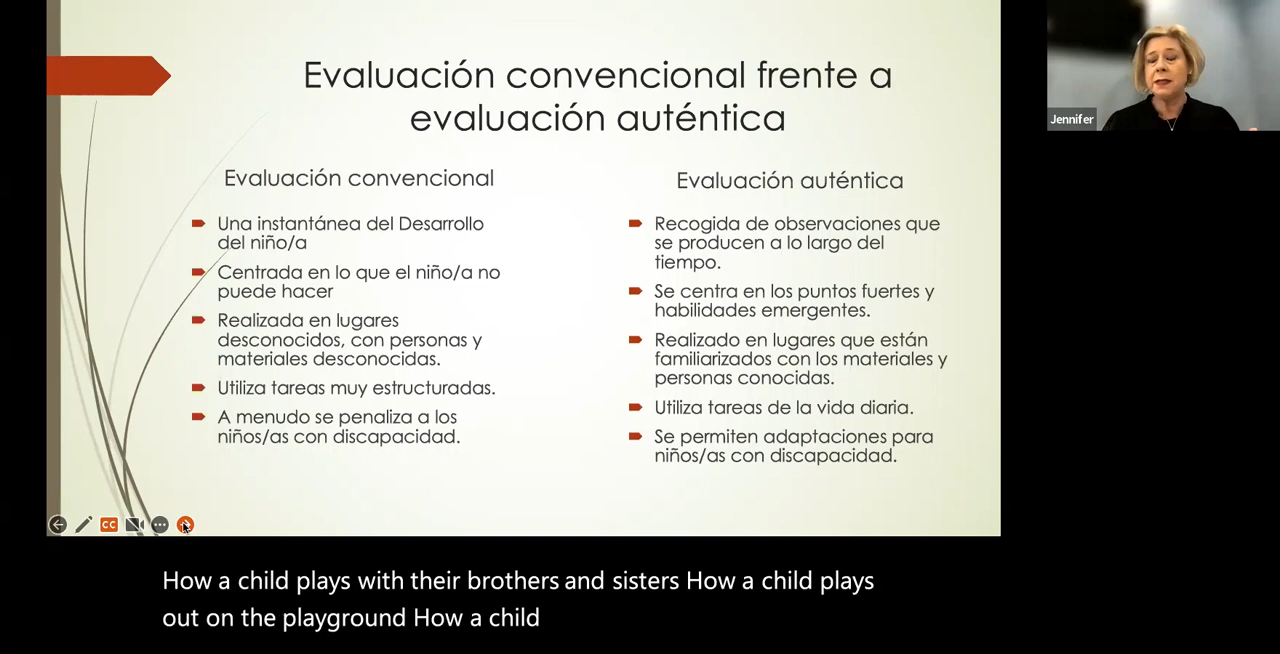 Evaluación convencional frente a
evaluación auténtica
Evaluación convencional
Una instantánea del Desarrollo
del niño/a
Centrada en lo que el niño/a no
puede hacer
Realizada en lugares
desconocidos, con personas y
materiales desconocidas.
Utiliza tareas muy estructuradas.
A menudo se penaliza a los
niños/as con discapacidad.
Evaluación auténtica
Recogida de observaciones que
se producen a lo largo del
tiempo.
Se centra en los puntos fuertes y
habilidades emergentes.
Realizado en lugares que están
familiarizados con los materiales y
personas conocidas.
Utiliza tareas de la vida diaria.
Se permiten adaptaciones para
niños/as con discapacidad.
Jennifer
CC
How a child plays with their brothers and sisters How a child plays
out on the playground How a child